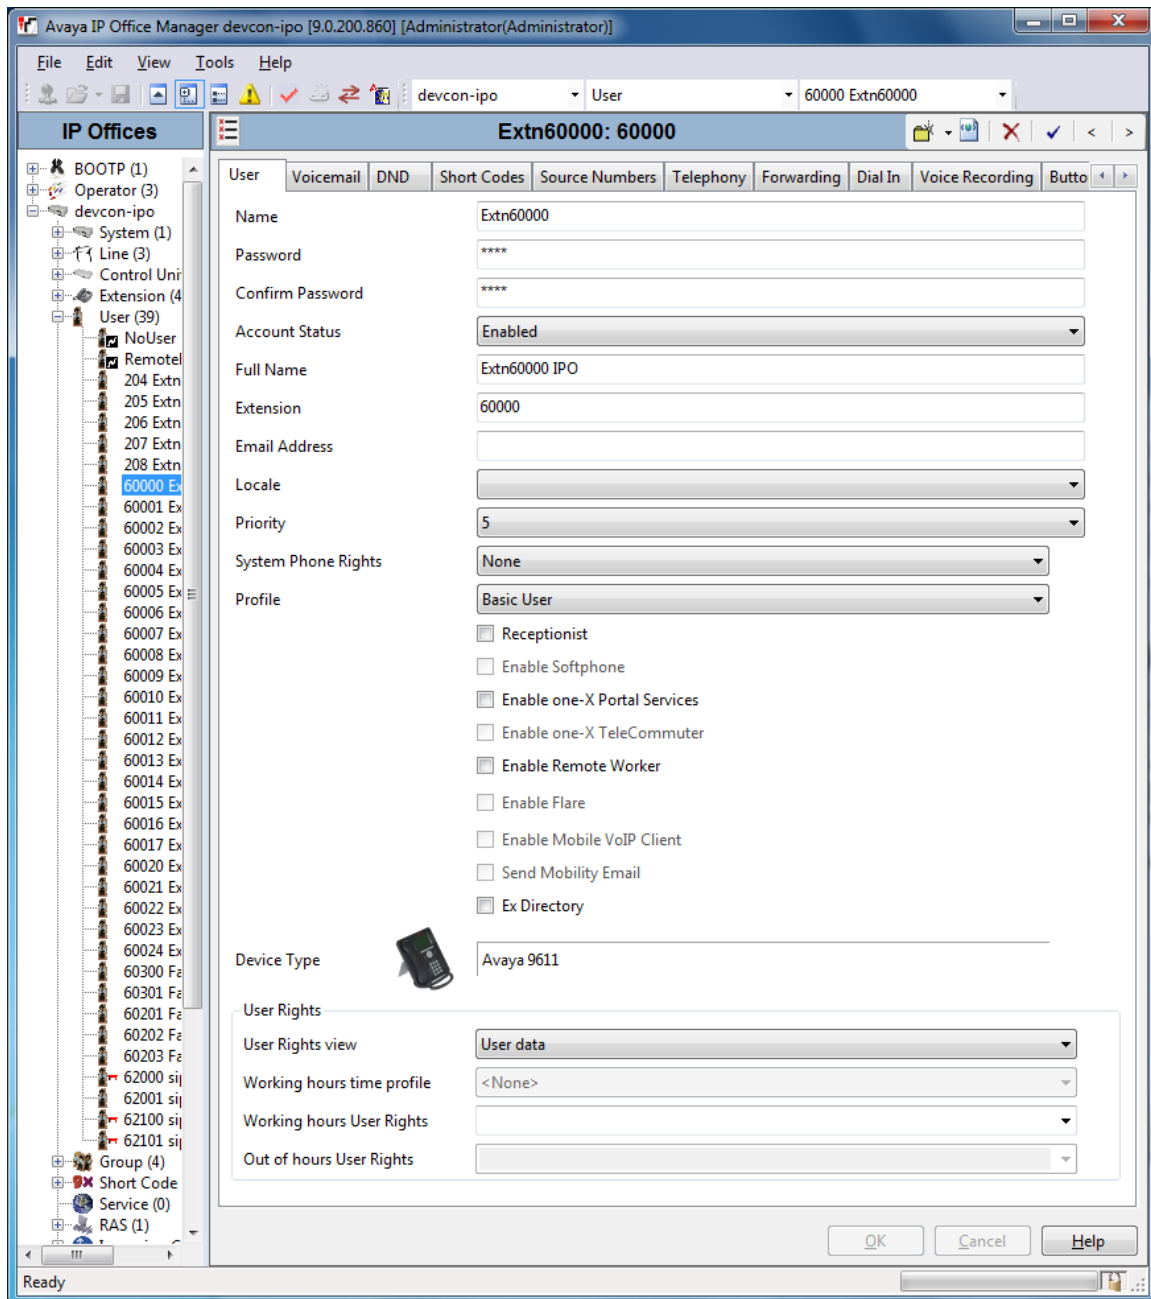 Avaya IP Office Manager devcon-ipo [9.0.200.860] [Administrator(Administrator)]
File Edit View Tools Help
devcon-ipo User 60000 Extn60000
IP Offices
Extn60000: 60000
BOOTP (1)
Operator (3)
devcon-ipo
System (1)
Line (3)
Control Uni
Extension (4
User (39)
NoUser
Remotel
204 Extn
205 Extn
206 Extn
207 Extn
208 Extn
60000 Ex
60001 Ex
60002 Ex
60003 Ex
60004 Ex
60005 Ex
60006 Ex
60007 Ex
60008 Ex
60009 Ex
60010 Ex
60011 Ex
60012 Ex
60013 Ex
60014 Ex
60015 Ex
60016 Ex
60017 Ex
60020 Ex
60021 Ex
60022 Ex
60023 Ex
60024 Ex
60300 Fa
60301 Fa
60201 Fa
60202 Fa
60203 Fa
62000 sip
62001 sip
62100 sip
62101 sip
Group (4)
Short Code
Service (0)
RAS (1)
User Voicemail DND Short Codes Source Numbers Telephony Forwarding Dial In Voice Recording Butto
Name Extn60000
Password ****
Confirm Password ****
Account Status Enabled
Full Name Extn60000 IPO
Extension 60000
Email Address
Locale
Priority 5
System Phone Rights None
Profile Basic User
Receptionist
Enable Softphone
Enable one-X Portal Services
Enable one-X TeleCommuter
Enable Remote Worker
Enable Flare
Enable Mobile VoIP Client
Send Mobility Email
Ex Directory
Device Type Avaya 9611
User Rights
User Rights view User data
Working hours time profile <None>
Working hours User Rights
Out of hours User Rights
OK Cancel Help
Ready